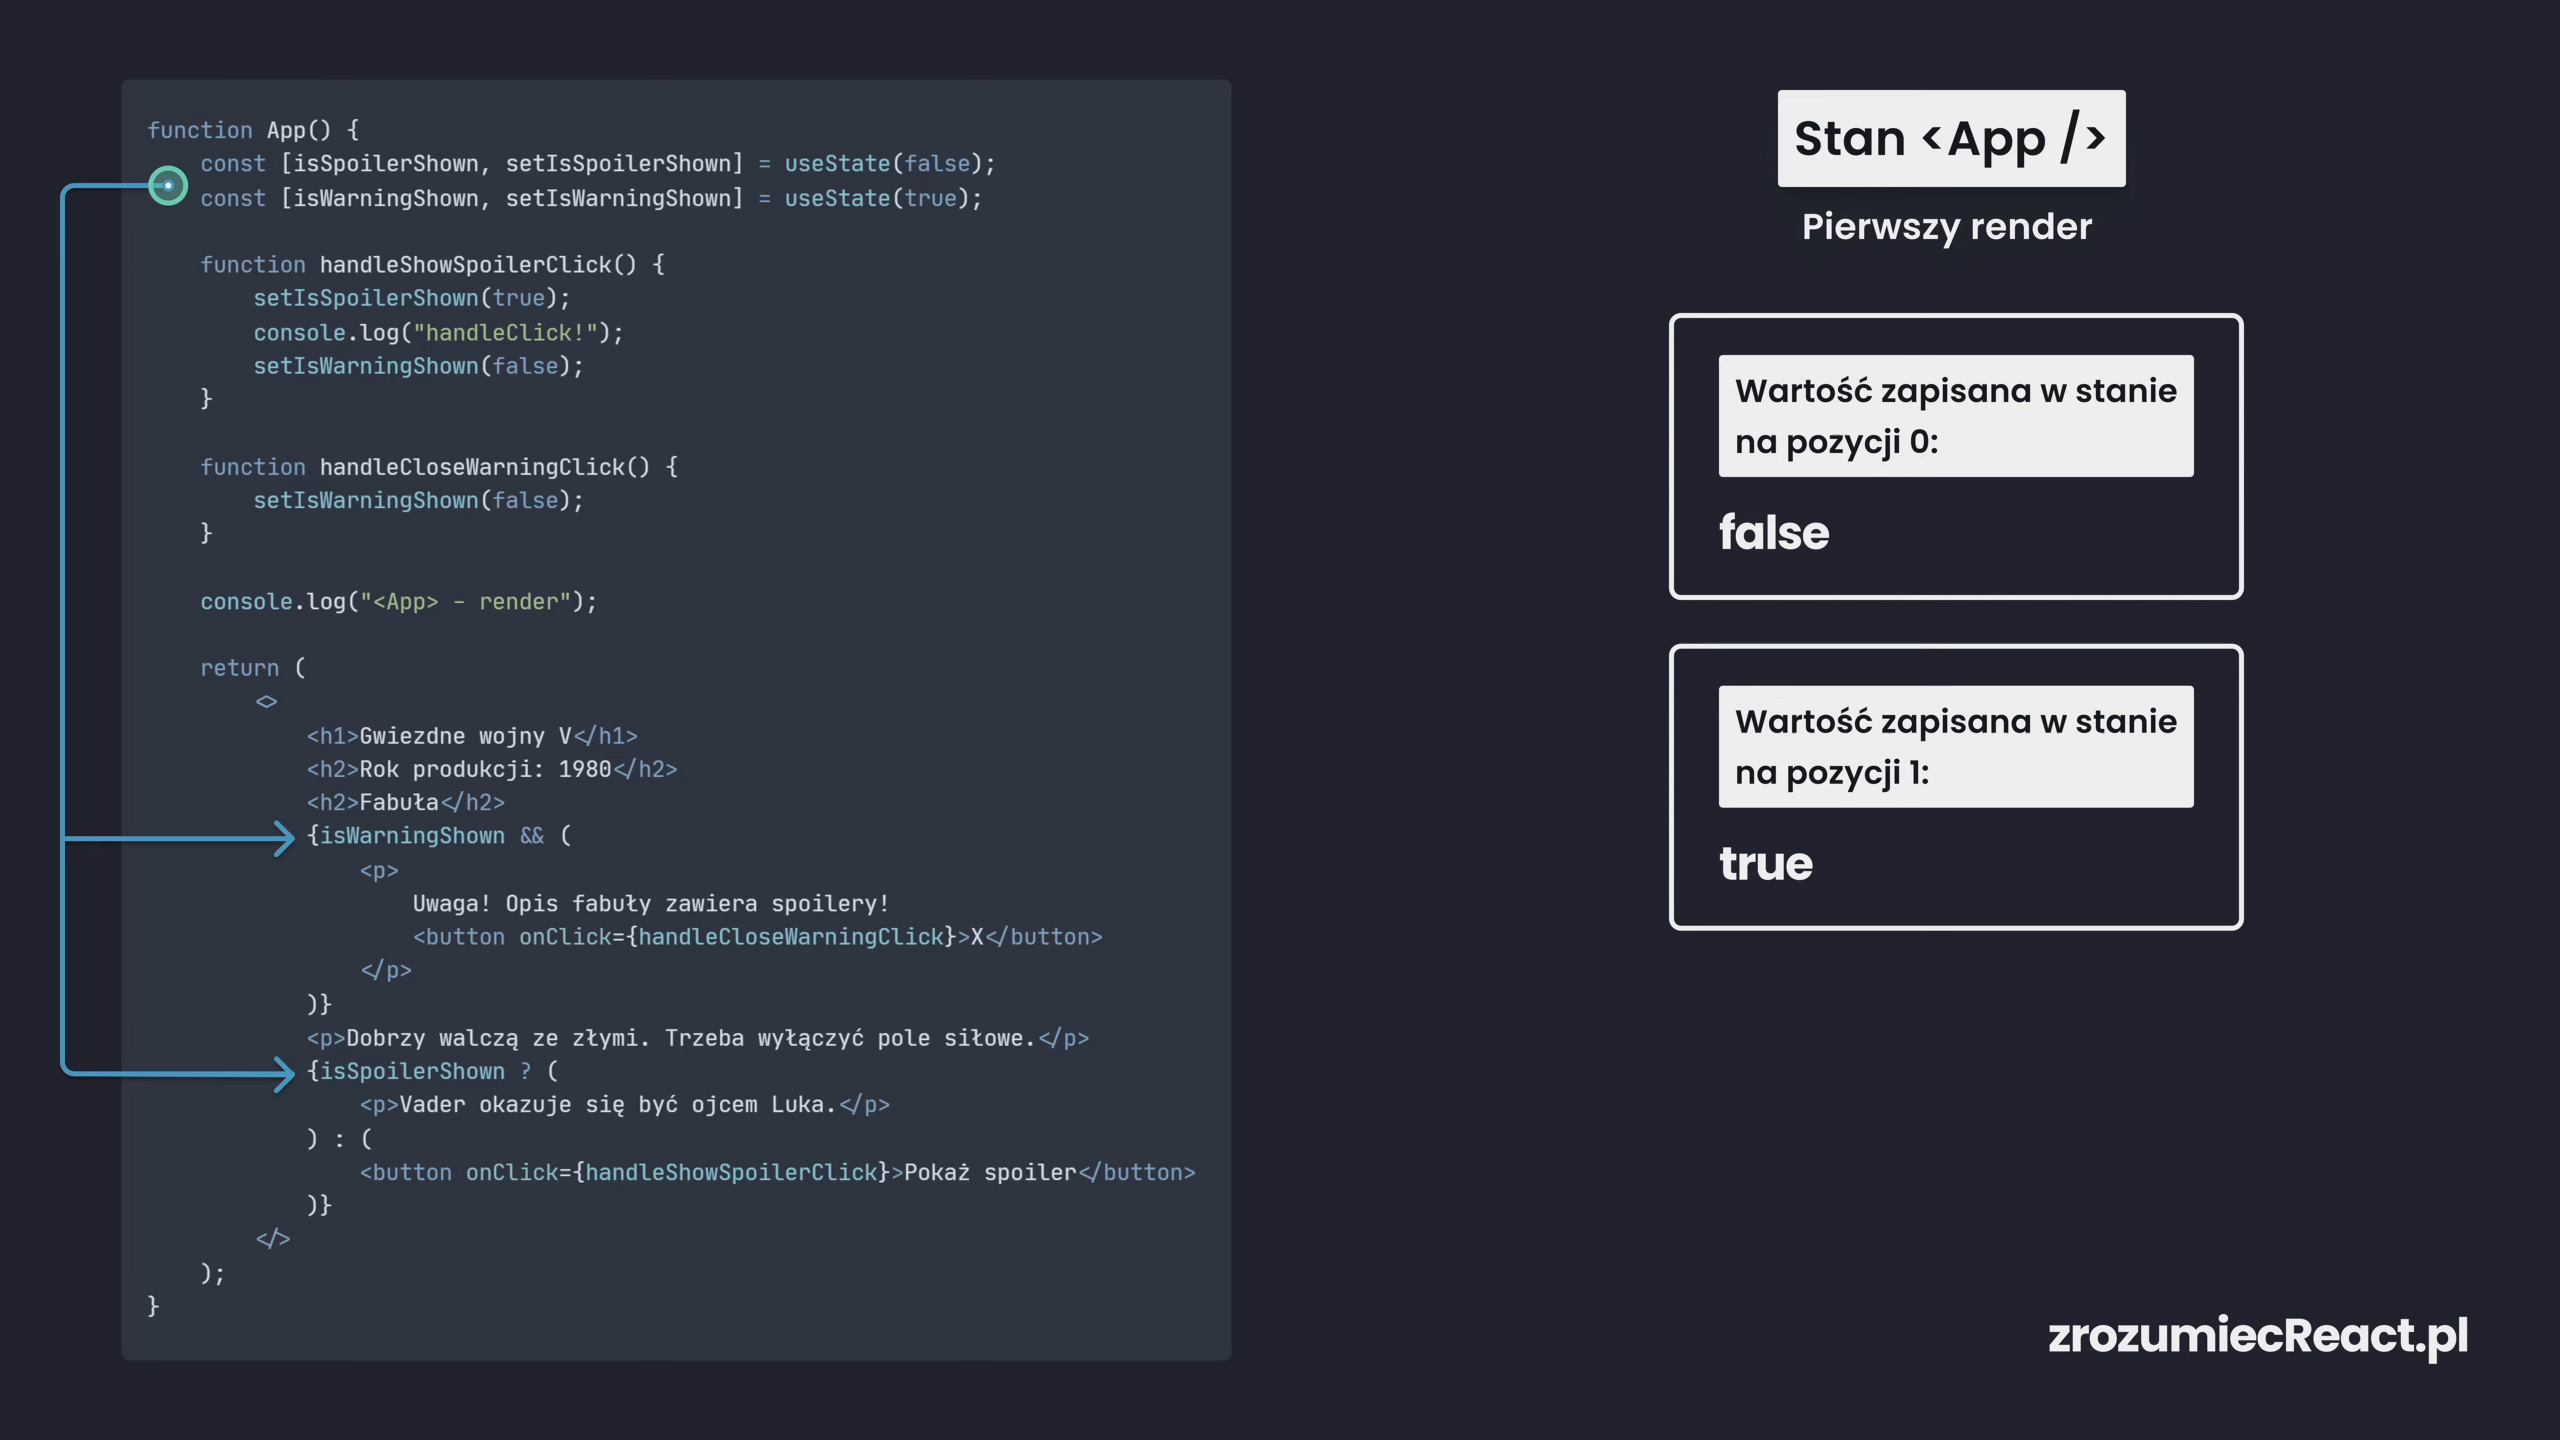 function App() {
const [isSpoilerShown, setIsSpoilerShown] = useState(false);
const [isWarningShown, setIsWarningShown] = useState(true);
function handleShowSpoilerClick() {
setIsSpoilerShown(true);
console.log("handleClick!");
setIsWarningShown(false);
}
function handleCloseWarningClick() {
setIsWarningShown(false);
}
console.log("<App> - render");
return (
<>
<h1>Gwiezdne wojny V</h1>
<h2>Rok produkcji: 1980</h2>
<h2>Fabuła</h2>
{isWarningShown && (
<p>
Uwaga! Opis fabuły zawiera spoilery!
<button onClick={handleCloseWarningClick}>X</button>
</p>
)}
<p>Dobrzy walczą ze złymi. Trzeba wyłączyć pole siłowe.</p>
{isSpoilerShown ? (
<p>Vader okazuje się być ojcem Luka.</p>
) : (
<button onClick={handleShowSpoilerClick}>Pokaż spoiler</button>
)}
</>
);
}
Stan <App />
Pierwszy render
Wartość zapisana w stanie
na pozycji 0:
false
Wartość zapisana w stanie
na pozycji 1:
true
zrozumiecReact.pl